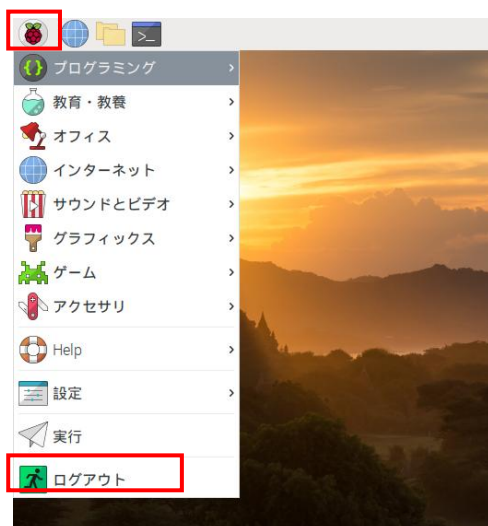 プログラミング
教育・教養
オフィス
インターネット
サウンドとビデオ
グラフィックス
ゲーム
アクセサリ
Help
設定
実行
ログアウト